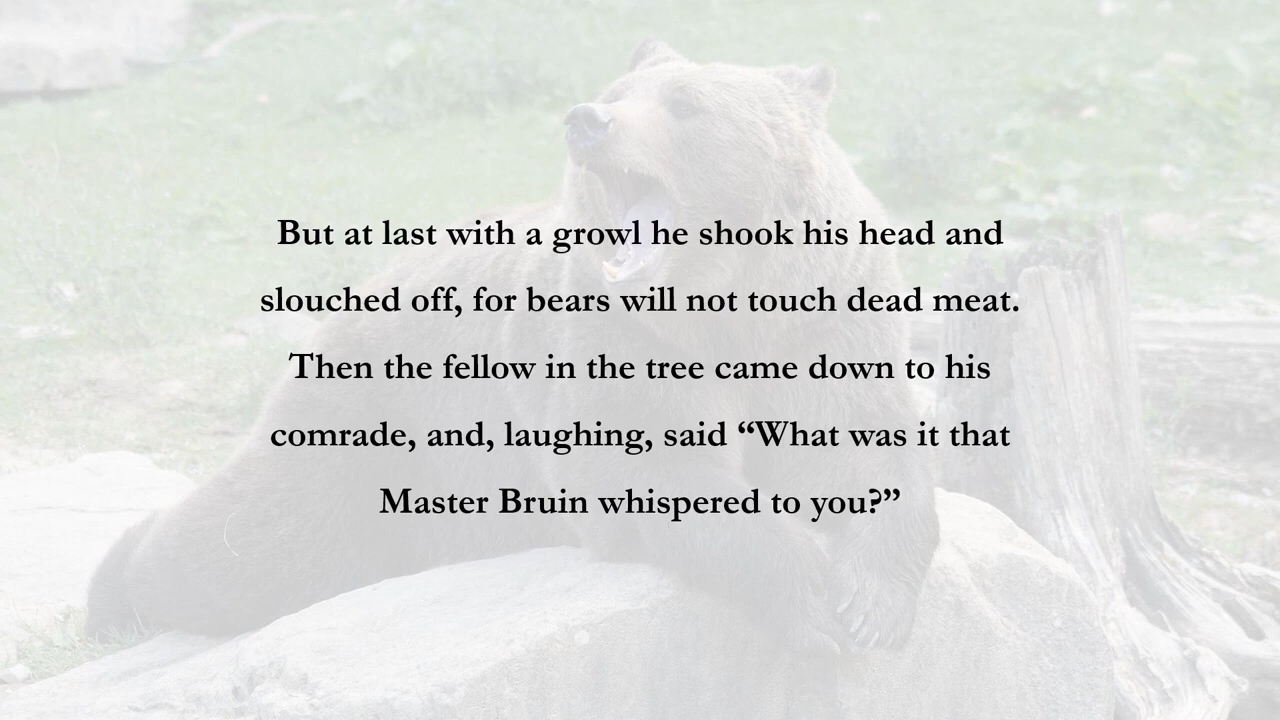 But at last with a growl he shook his head and
slouched off, for bears will not touch dead meat.
Then the fellow in the tree came down to his
comrade, and, laughing, said “What was it that
Master Bruin whispered to you?”